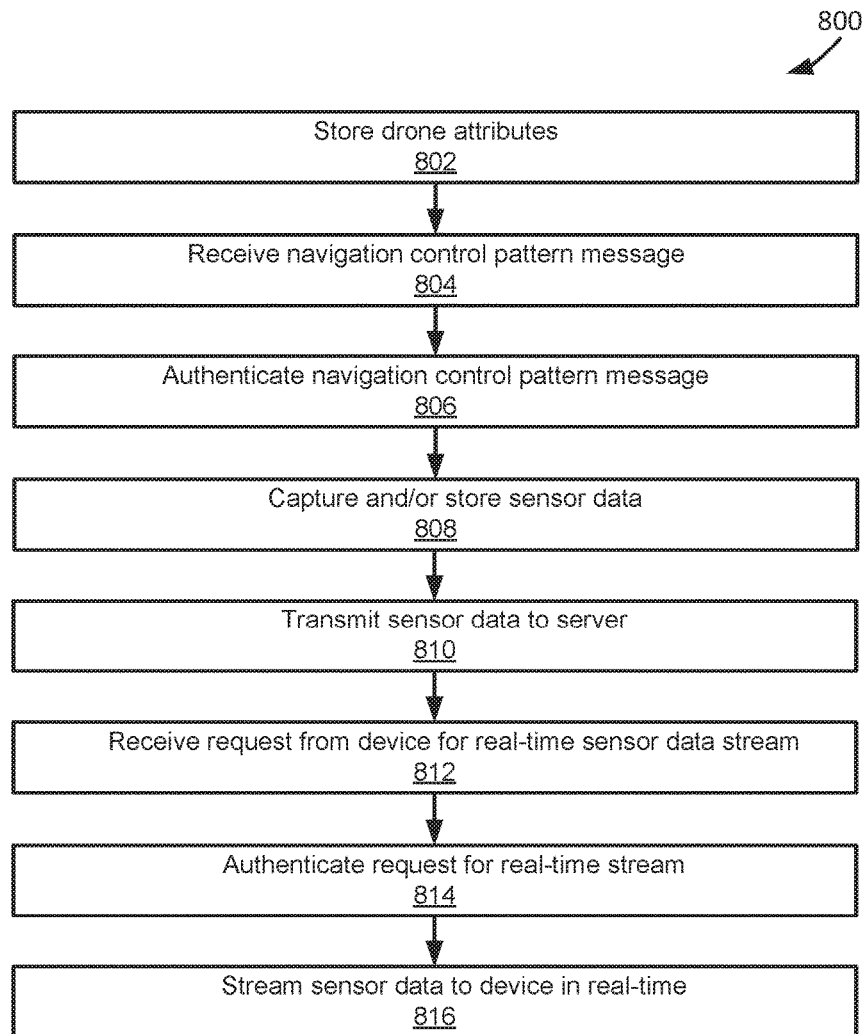 800
Store drone attributes
802
Receive navigation control pattern message
804
Authenticate navigation control pattern message
806
Capture and/or store sensor data
808
Transmit sensor data to server
810
Receive request from device for real-time sensor data stream
812
Authenticate request for real-time stream
814
Stream sensor data to device in real-time
816